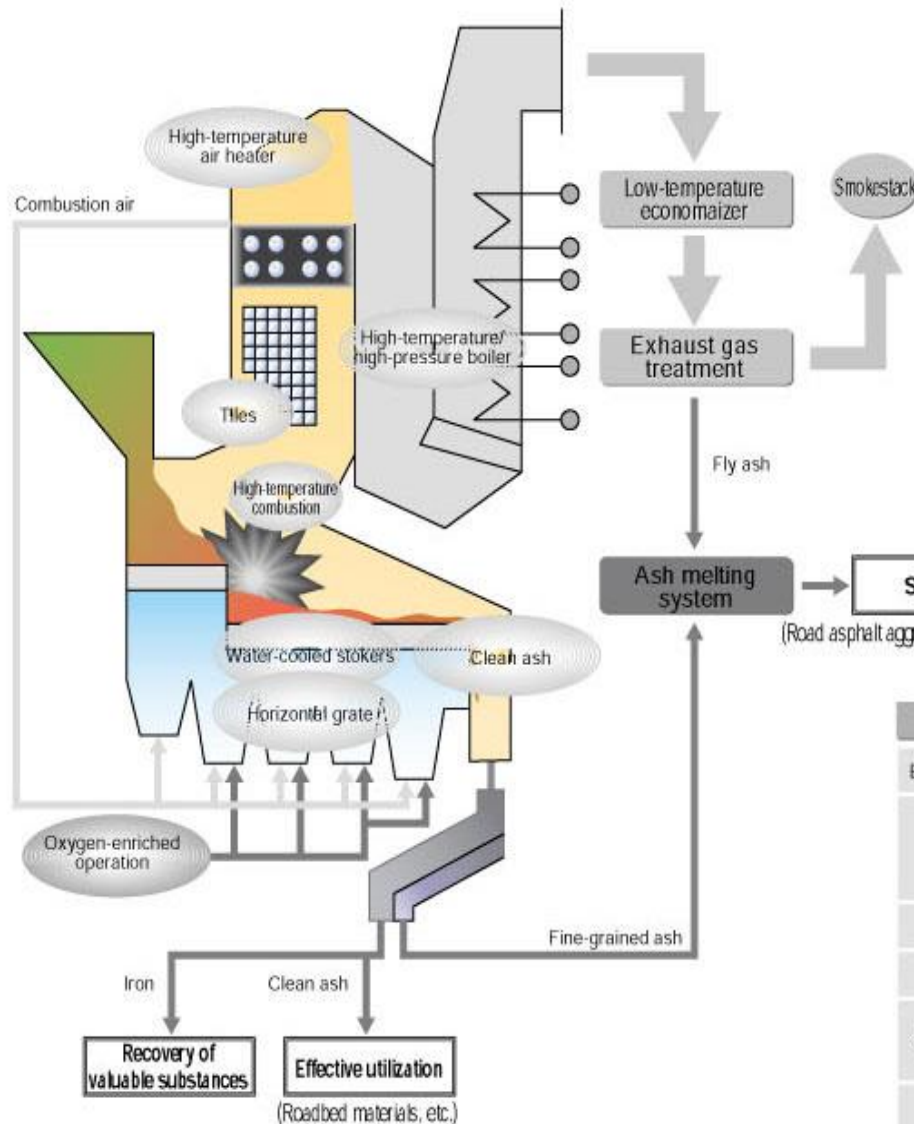 High-temperature
air heater
Combustion air
Low-temperature
economaizer
Smokestack
High-temperature/
high-pressure boiler
Exhaust gas
treatment
Tiles
Fly ash
High-temperature
combustion
Ash melting
system
S
(Road asphalt agg
Water-cooled stokers
Clean ash
Horizontal grate
E
Oxygen-enriched
operation
Fine-grained ash
Iron
Clean ash
Recovery of
valuable substances
Effective utilization
(Roadbed materials, etc.)